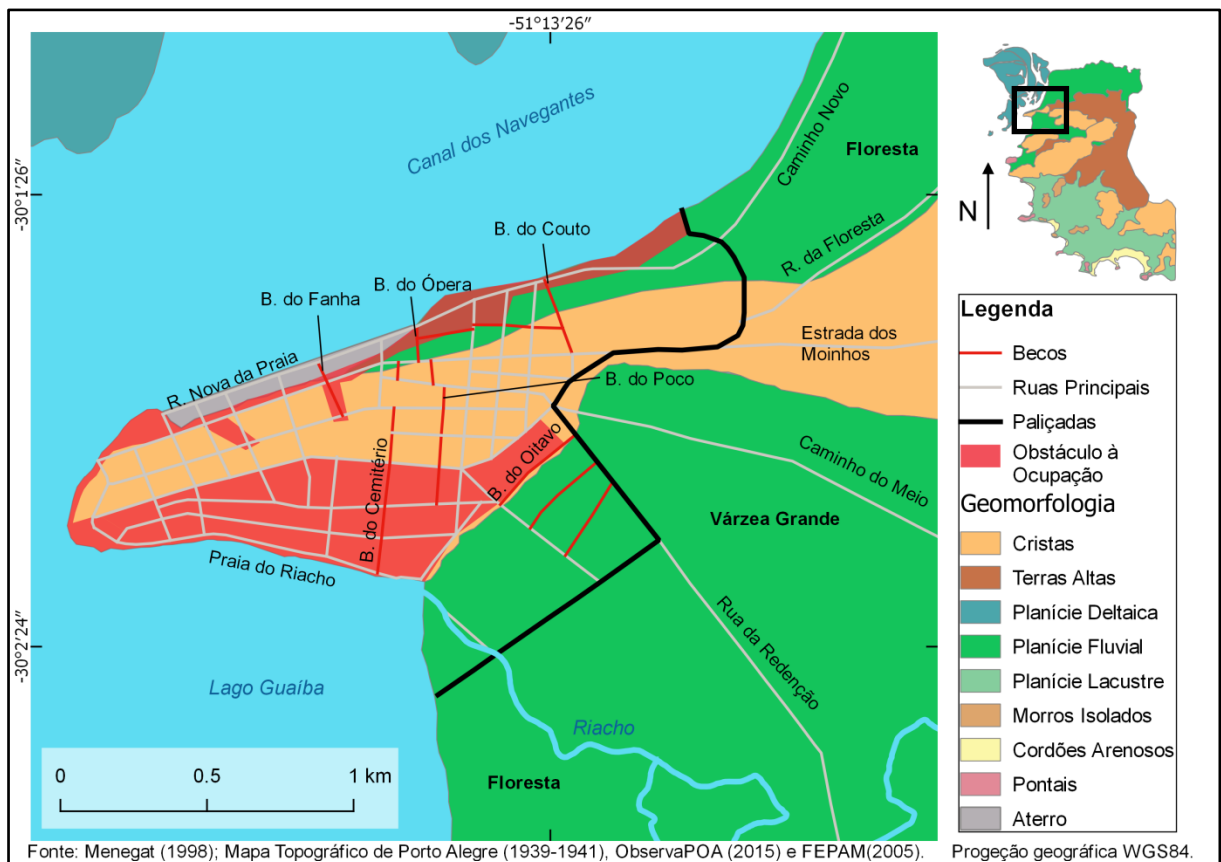 -51°13'26"
-30°1'26"
-30°2'24"
Canal dos Navegantes
Caminho Novo
Floresta
R. da Floresta
B. do Couto
B. do Ópera
B. do Fanha
R. Nova da Praia
Estrada dos
Moinhos
B. do Poco
B. do Oitavo
B. do Cemitério
Caminho do Meio
Várzea Grande
Praia do Riacho
Rua da Redenção
Lago Guaíba
Riacho
Floresta
0 0.5 1 km
N
Legenda
Becos
Ruas Principais
Paliçadas
Obstáculo à
Ocupação
Geomorfologia
Cristas
Terras Altas
Planície Deltaica
Planície Fluvial
Planície Lacustre
Morros Isolados
Cordões Arenosos
Pontais
Aterro
Fonte: Menegat (1998); Mapa Topográfico de Porto Alegre (1939-1941), ObservaPOA (2015) e FEPAM(2005). Progeção geográfica WGS84.